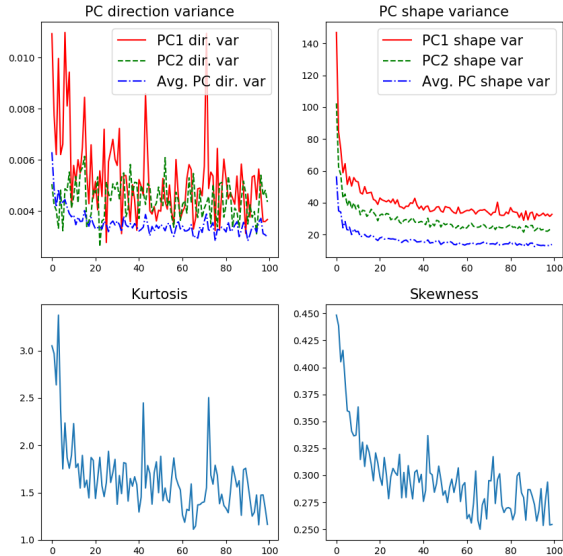 PC direction variance
PC1 dir. var
PC2 dir. var
Avg. PC dir. var
0.010
0.008
0.006
0.004
0 20 40 60 80 100
PC shape variance
PC1 shape var
PC2 shape var
Avg. PC shape var
140
120
100
80
60
40
20
0 20 40 60 80 100
Kurtosis
3.0
2.5
2.0
1.5
1.0
0 20 40 60 80 100
Skewness
0.450
0.425
0.400
0.375
0.350
0.325
0.300
0.275
0.250
0 20 40 60 80 100